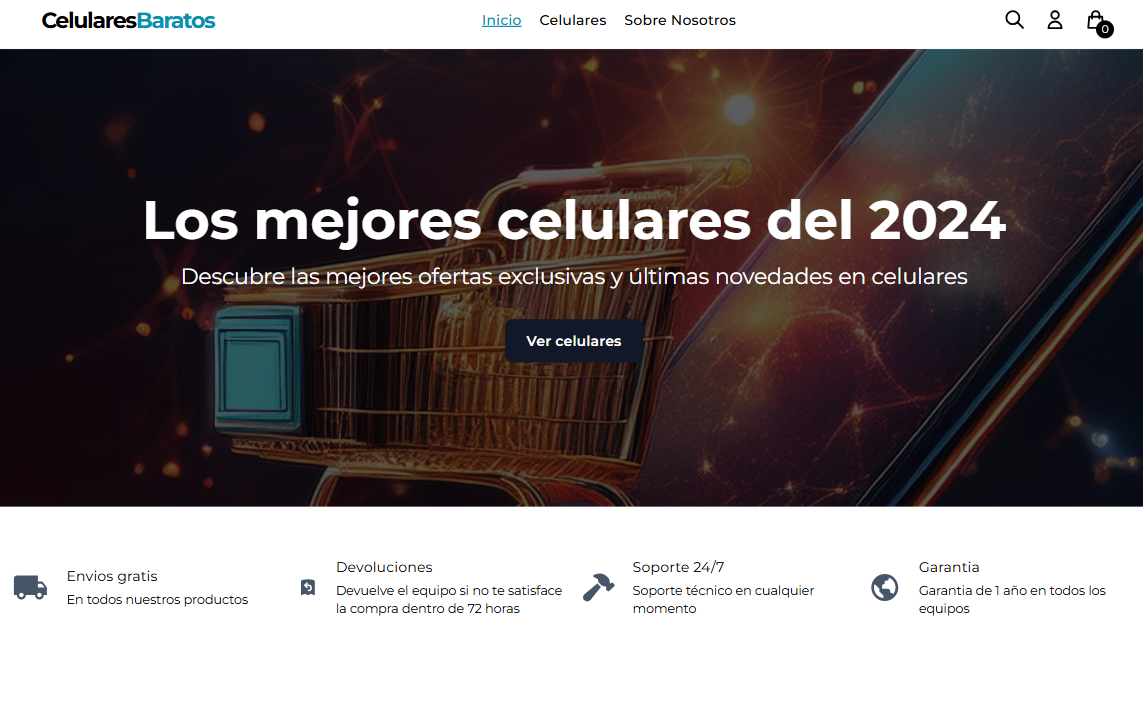 CelularesBaratos
Inicio
Celulares
Sobre Nosotros
0
Los mejores celulares del 2024
Descubre las mejores ofertas exclusivas y últimas novedades en celulares
Ver celulares
Envios gratis
En todos nuestros productos
Devoluciones
Devuelve el equipo si no te satisface
la compra dentro de 72 horas
Soporte 24/7
Soporte técnico en cualquier
momento
Garantia
Garantia de 1 año en todos los
equipos